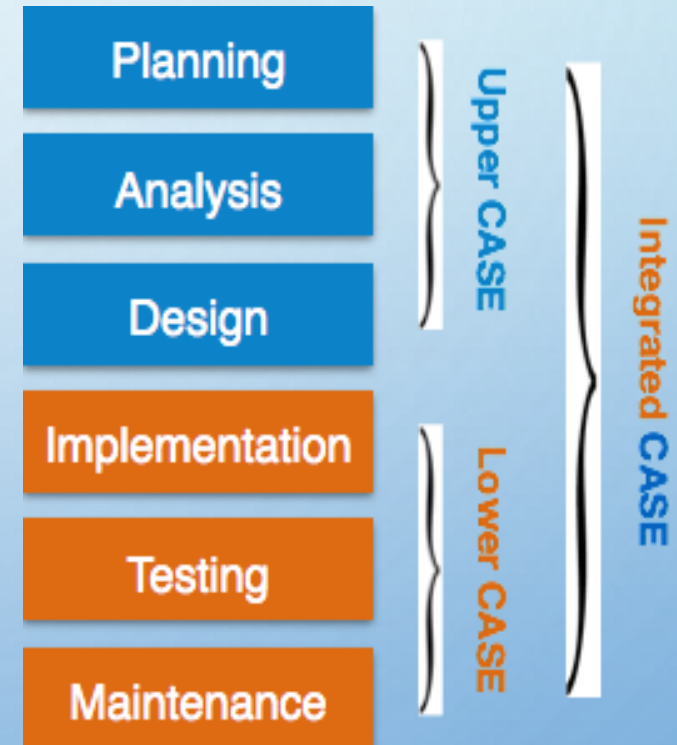 Planning
Analysis
Design
Implementation
Testing
Maintenance
Upper CASE
Lower CASE
Integrated CASE